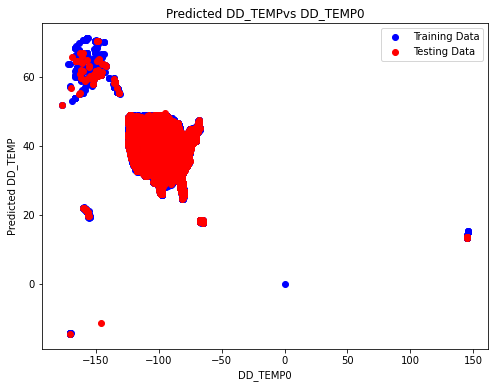 Predicted DD_TEMPvs DD_TEMP0
Training Data
Testing Data
Predicted DD_TEMP
60
40
20
0
−150
−100
−50
0
50
100
150
DD_TEMP0